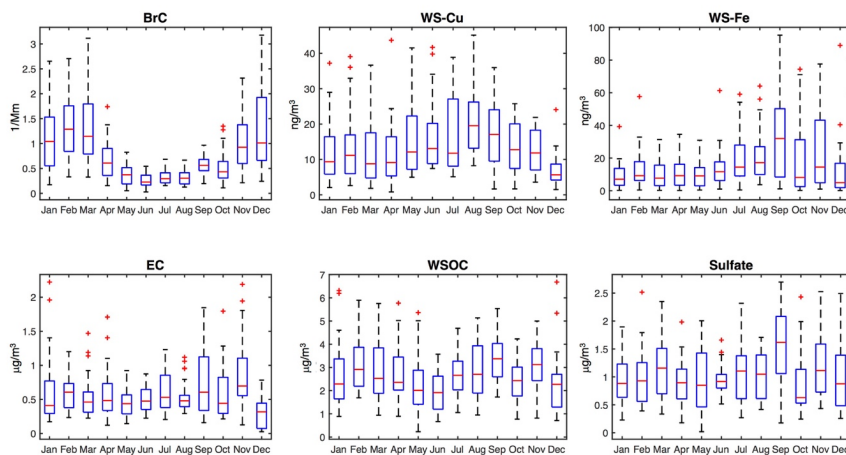 BrC
3
2.5
2
1.5
1
0.5
0
1/Mm
Jan Feb Mar Apr May Jun Jul Aug Sep Oct Nov Dec
WS-Cu
40
30
20
10
0
ng/m³
Jan Feb Mar Apr May Jun Jul Aug Sep Oct Nov Dec
WS-Fe
100
80
60
40
20
0
ng/m³
Jan Feb Mar Apr May Jun Jul Aug Sep Oct Nov Dec
EC
2
1.5
1
0.5
0
µg/m³
Jan Feb Mar Apr May Jun Jul Aug Sep Oct Nov Dec
WSOC
7
6
5
4
3
2
1
0
µg/m³
Jan Feb Mar Apr May Jun Jul Aug Sep Oct Nov Dec
Sulfate
2.5
2
1.5
1
0.5
0
µg/m³
Jan Feb Mar Apr May Jun Jul Aug Sep Oct Nov Dec